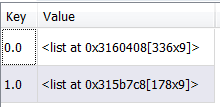 Key Value
0.0 <list at 0x3160408[336x9]>
1.0 <list at 0x315b7c8[178x9]>